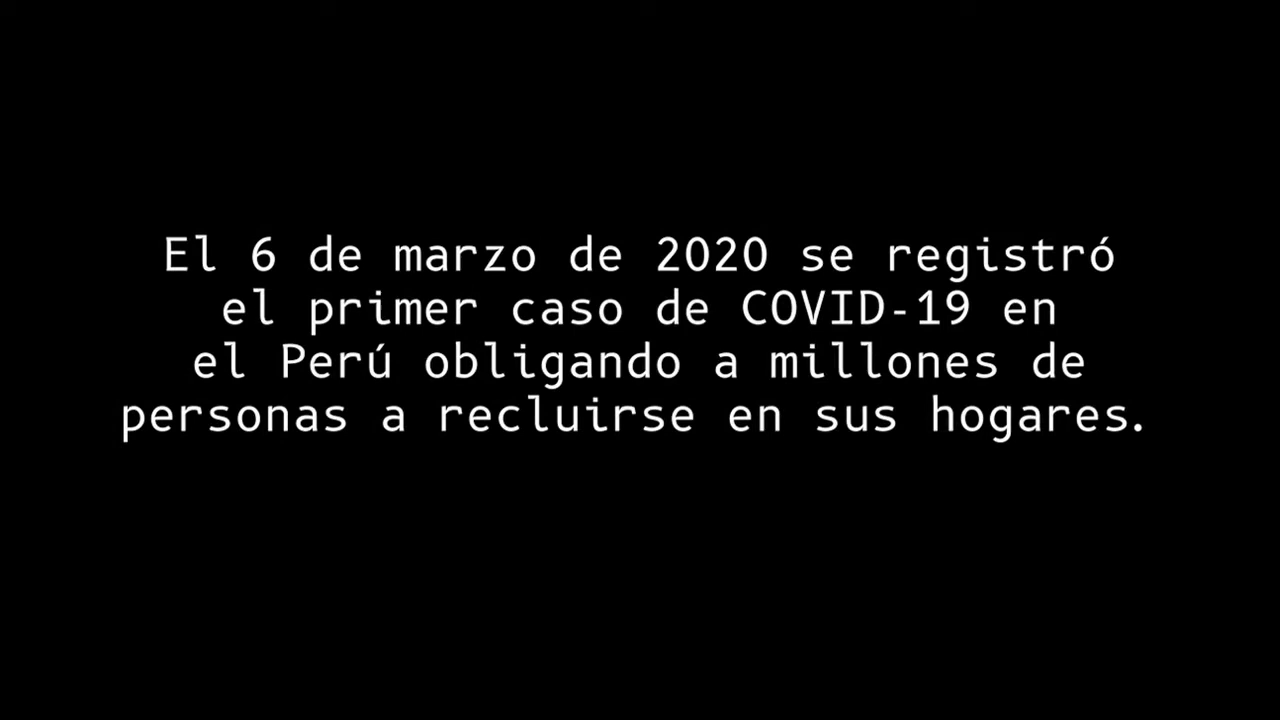 El 6 de marzo de 2020 se registró
el primer caso de COVID-19 en
el Perú obligando a millones de
personas a recluirse en sus hogares.